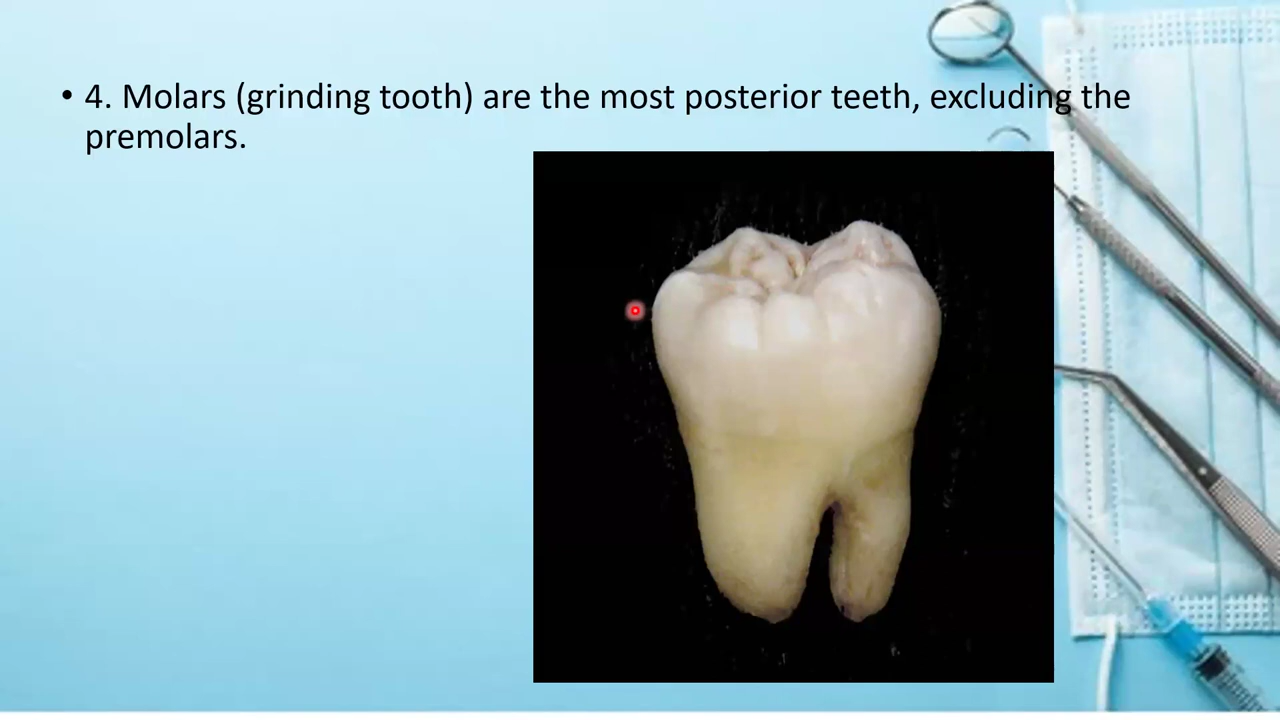 • 4. Molars (grinding tooth) are the most posterior teeth, excluding the
premolars.